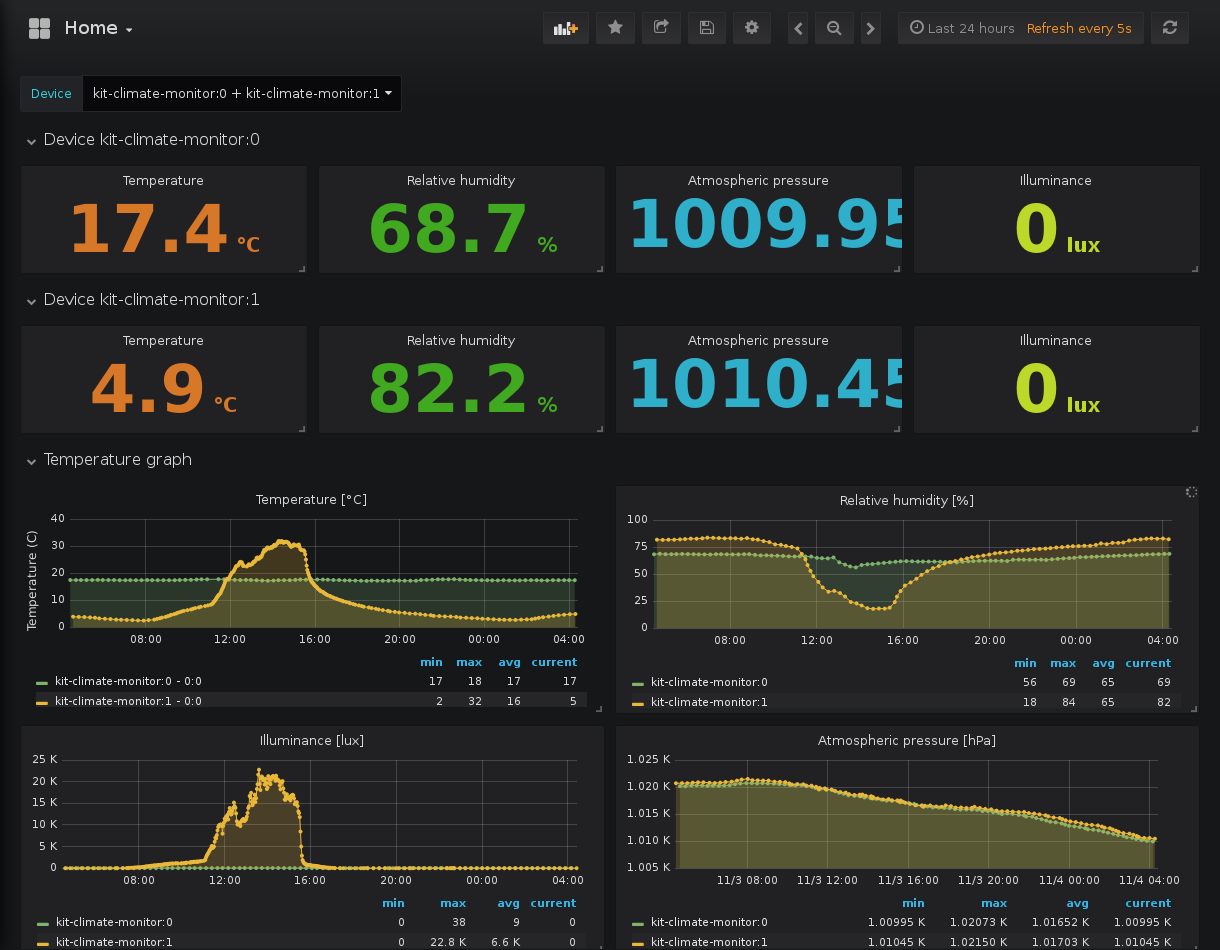 Home
Last 24 hours Refresh every 5s
Device kit-climate-monitor:0 + kit-climate-monitor:1
Device kit-climate-monitor:0
Temperature Relative humidity Atmospheric pressure Illuminance
17.4 °C 68.7 % 1009.95 0 lux
Device kit-climate-monitor:1
Temperature Relative humidity Atmospheric pressure Illuminance
4.9 °C 82.2 % 1010.45 0 lux
Temperature graph
Temperature [°C]
Temperature (C)
40
30
20
10
0
08:00 12:00 16:00 20:00 00:00 04:00
min max avg current
kit-climate-monitor:0 - 0:0 17 18 17 17
kit-climate-monitor:1 - 0:0 2 32 16 5
Relative humidity [%]
100
75
50
25
0
08:00 12:00 16:00 20:00 00:00 04:00
min max avg current
kit-climate-monitor:0 56 69 65 69
kit-climate-monitor:1 18 84 65 82
Illuminance [lux]
25 K
20 K
15 K
10 K
5 K
0
08:00 12:00 16:00 20:00 00:00 04:00
min max avg current
kit-climate-monitor:0 0 38 9 0
kit-climate-monitor:1 0 22.8 K 6.6 K 0
Atmospheric pressure [hPa]
1.025 K
1.020 K
1.015 K
1.010 K
1.005 K
11/3 08:00 11/3 12:00 11/3 16:00 11/3 20:00 11/4 00:00 11/4 04:00
min max avg current
kit-climate-monitor:0 1.00995 K 1.02073 K 1.01652 K 1.00995 K
kit-climate-monitor:1 1.01045 K 1.02150 K 1.01703 K 1.01045 K